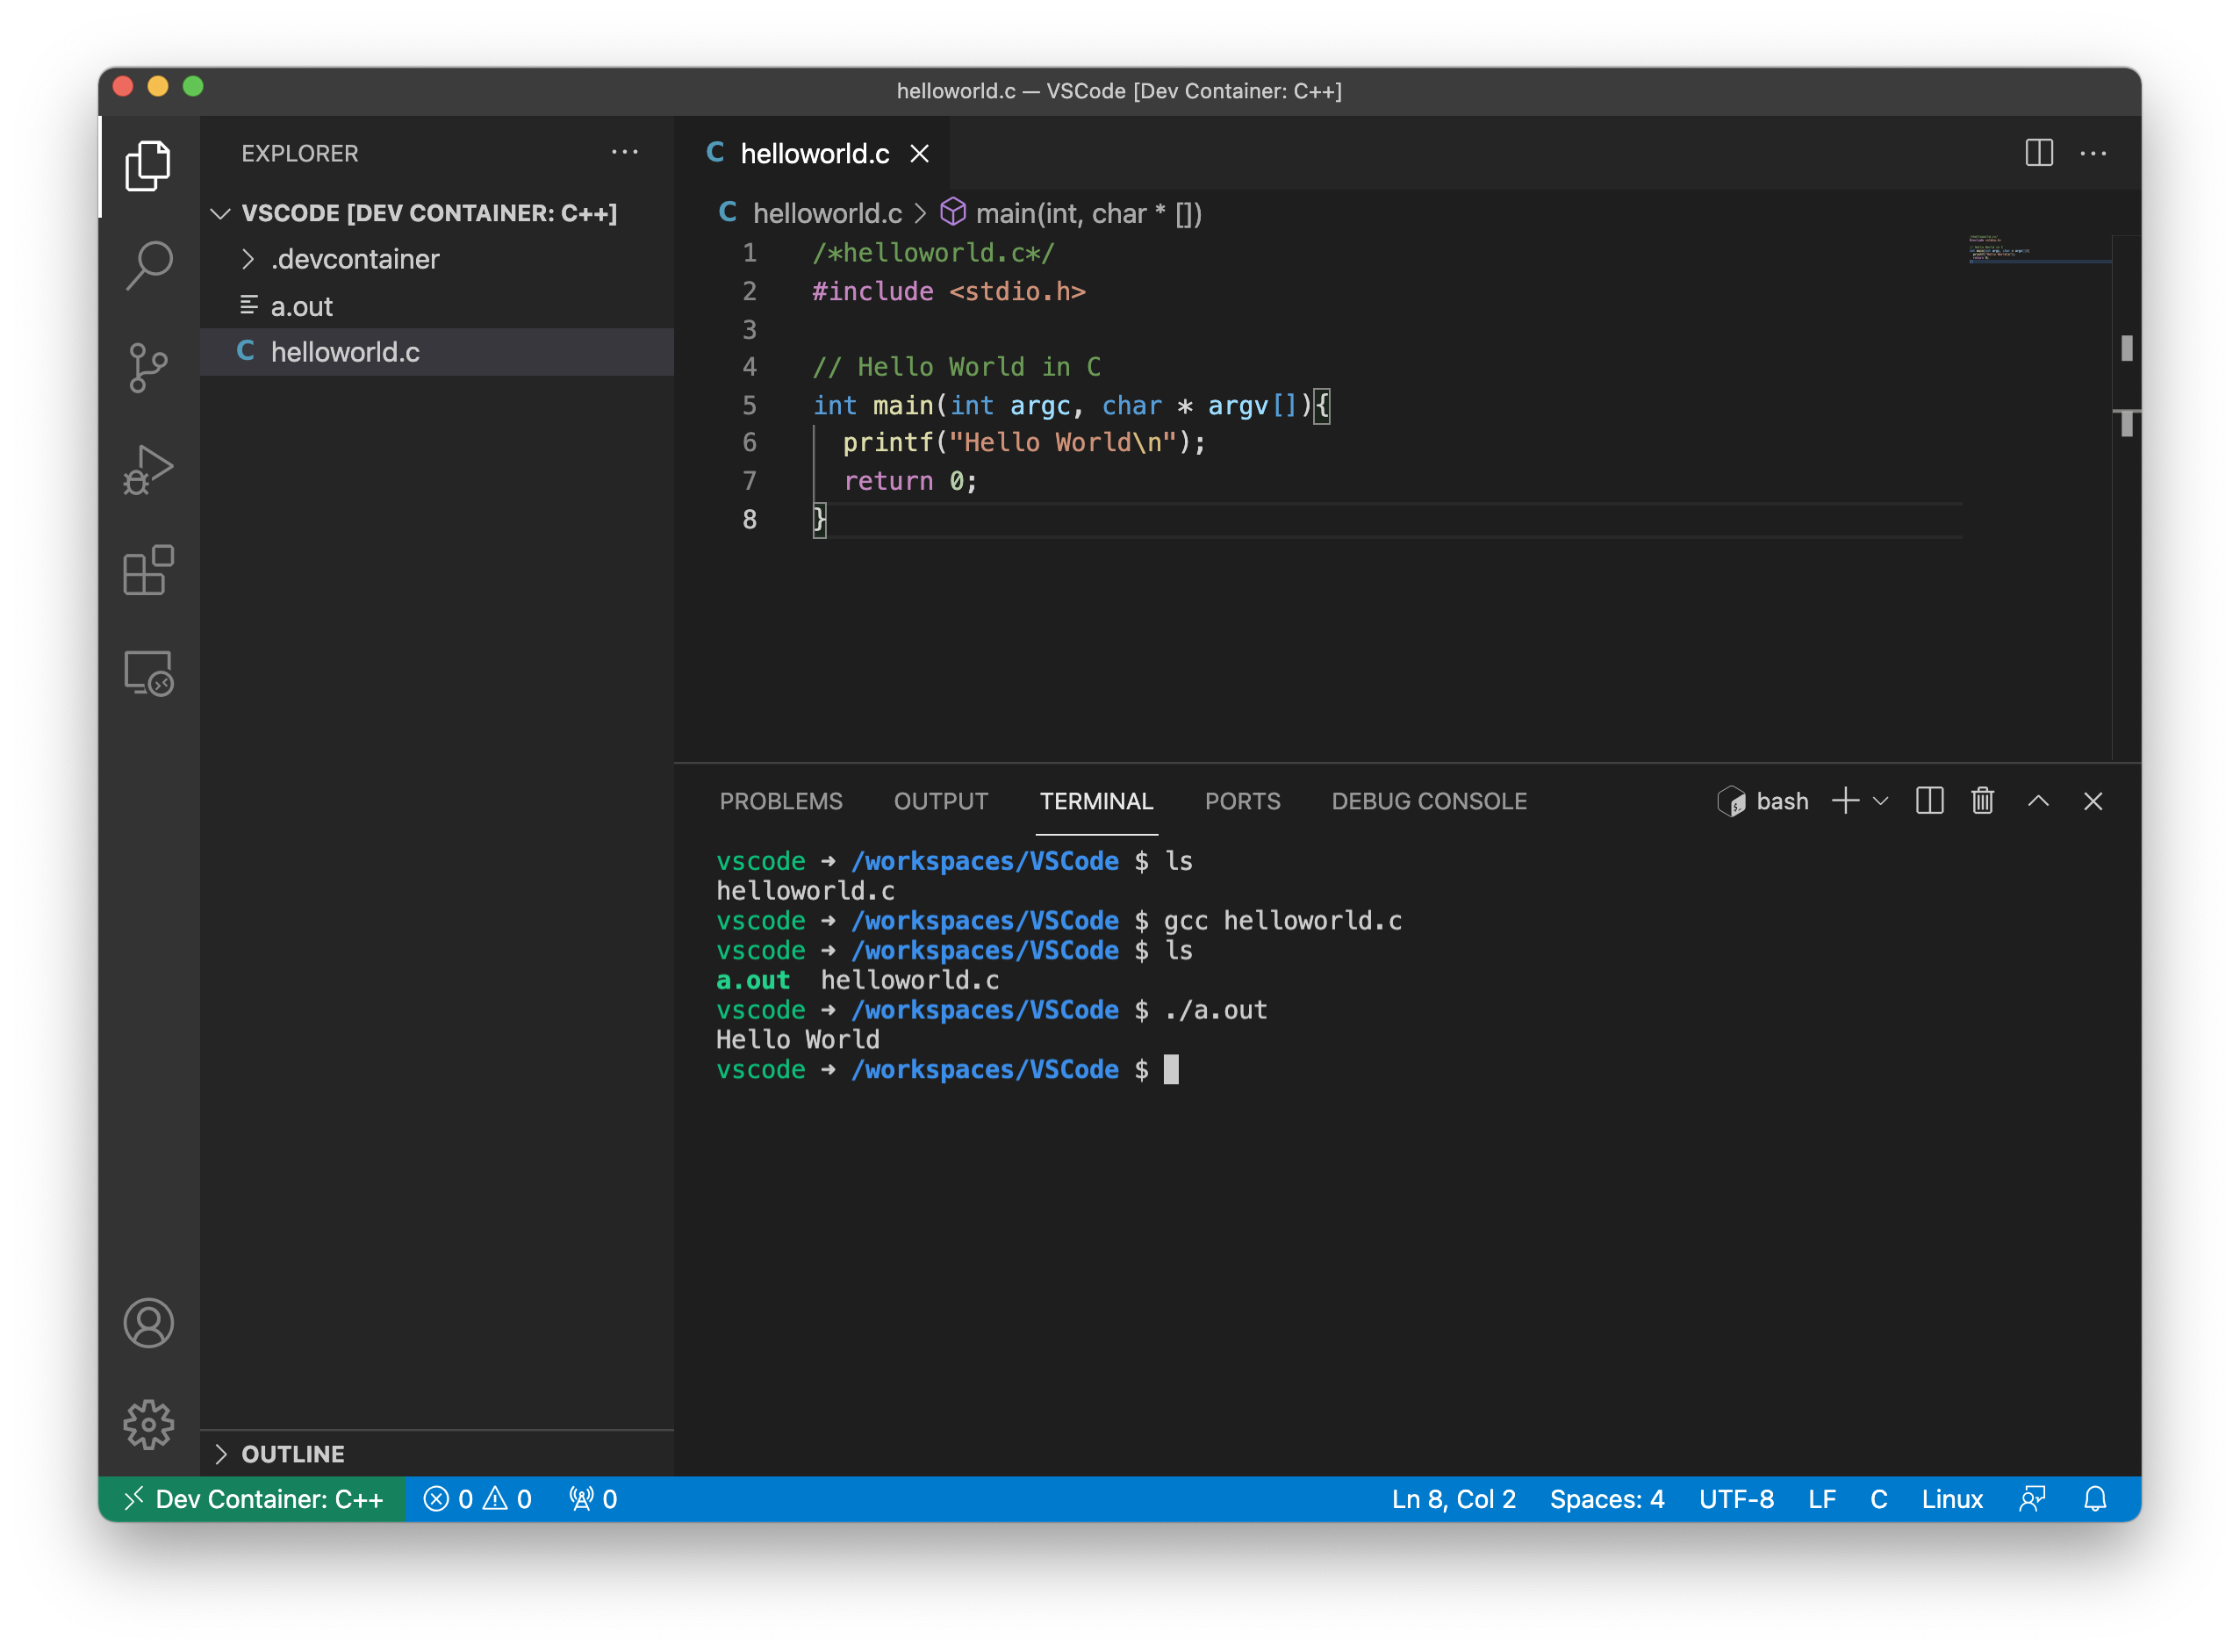 helloworld.c — VSCode [Dev Container: C++]
EXPLORER
VSCODE [DEV CONTAINER: C++]
.devcontainer
a.out
C helloworld.c
OUTLINE
C helloworld.c
C helloworld.c > main(int, char * [])
1 /*helloworld.c*/
2 #include <stdio.h>
3
4 // Hello World in C
5 int main(int argc, char * argv[]){
6 printf("Hello World\n");
7 return 0;
8 }
PROBLEMS OUTPUT TERMINAL PORTS DEBUG CONSOLE bash
vscode → /workspaces/VSCode $ ls
helloworld.c
vscode → /workspaces/VSCode $ gcc helloworld.c
vscode → /workspaces/VSCode $ ls
a.out helloworld.c
vscode → /workspaces/VSCode $ ./a.out
Hello World
vscode → /workspaces/VSCode $
Dev Container: C++ 0 0 0 Ln 8, Col 2 Spaces: 4 UTF-8 LF C Linux